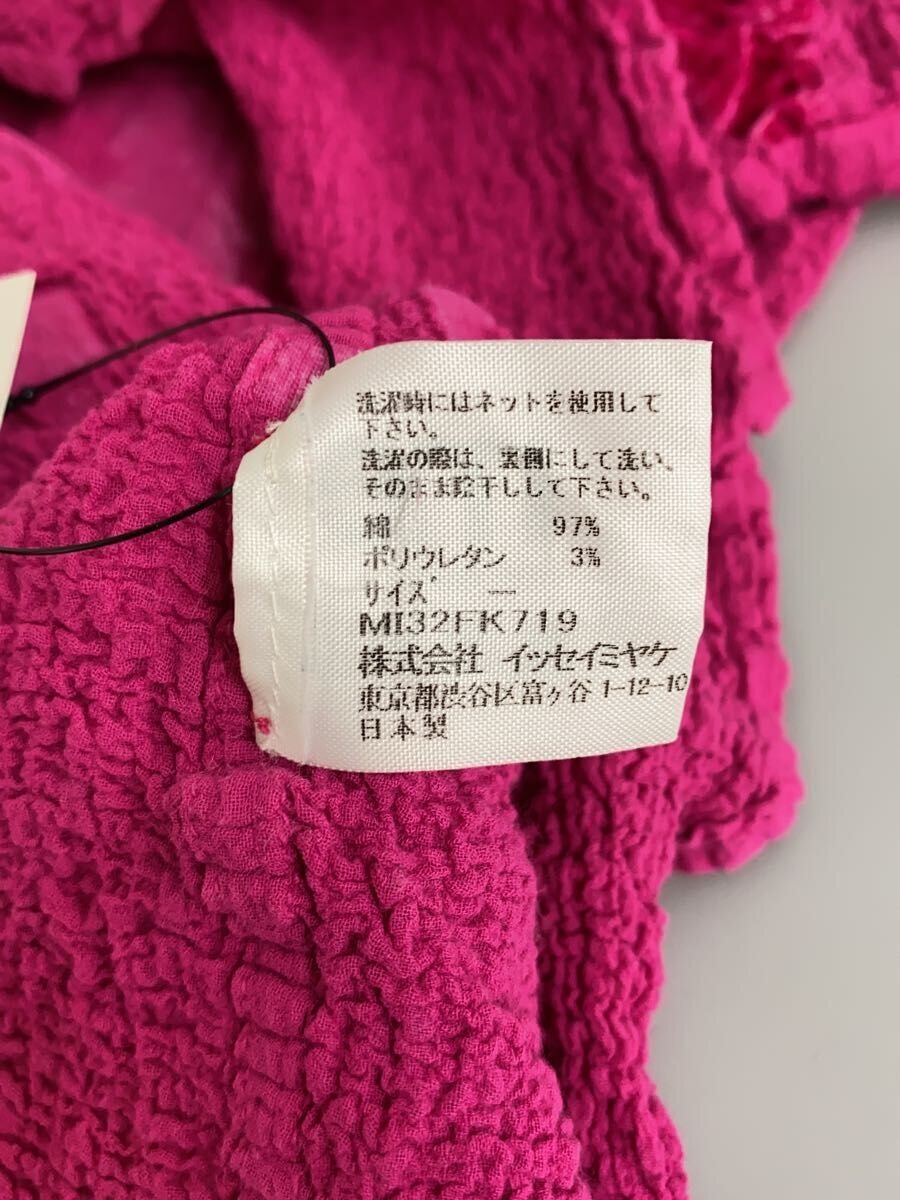 洗濯時にはネットを使用して
下さい。
洗濯の際は、裏側にして洗い、
そのまま陰干しして下さい。
綿 97%
ポリウレタン 3%
サイズ —
MI32FK719
株式会社 イッセイミヤケ
東京都渋谷区富ヶ谷1-12-10
日本製